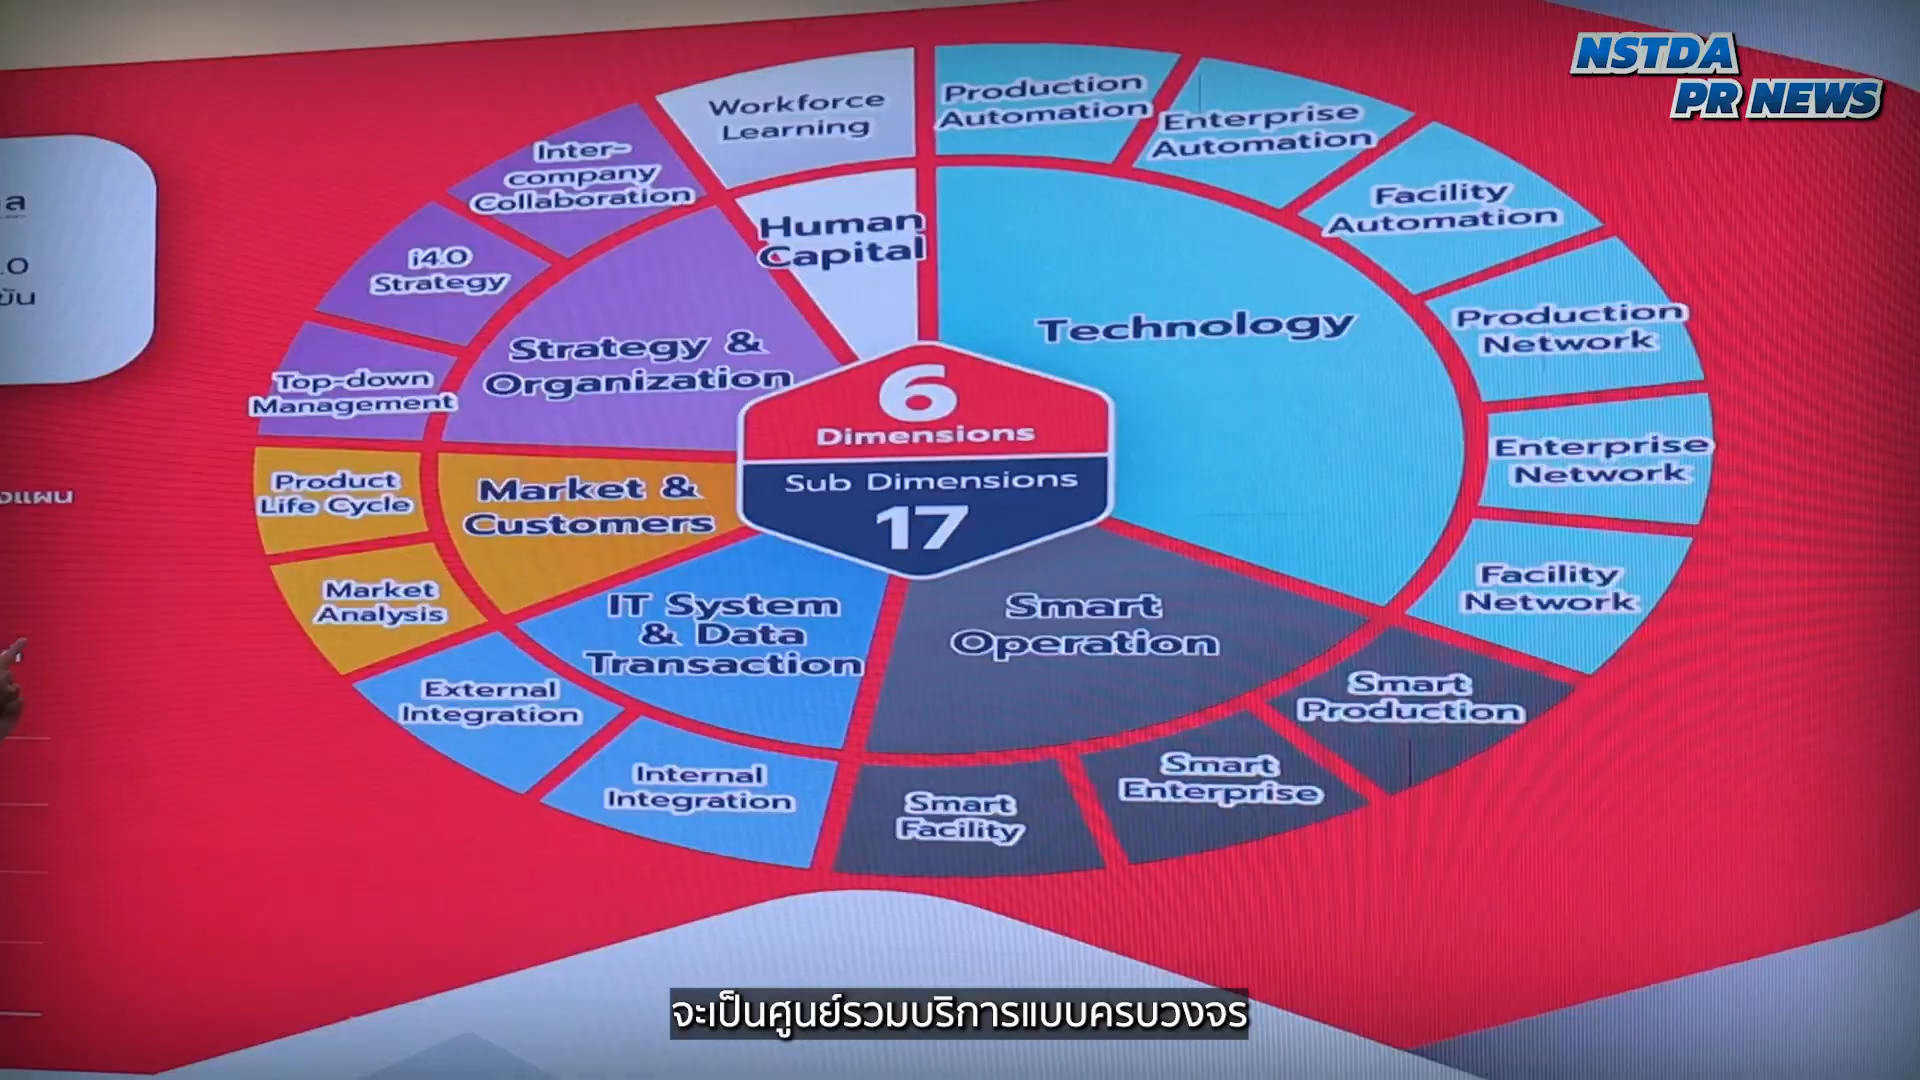 NSTDA
PR NEWS
Workforce
Learning
Production
Automation
Enterprise
Automation
Facility
Automation
Production
Network
Enterprise
Network
Facility
Network
Smart
Production
Smart
Enterprise
Smart
Facility
Internal
Integration
External
Integration
Market
Analysis
Product
Life Cycle
Top-down
Management
i4.0
Strategy
Inter-
company
Collaboration
Human
Capital
Technology
Strategy &
Organization
Market &
Customers
IT System
& Data
Transaction
Smart
Operation
6
Dimensions
Sub Dimensions
17
จะเป็นศูนย์รวมบริการแบบครบวงจร